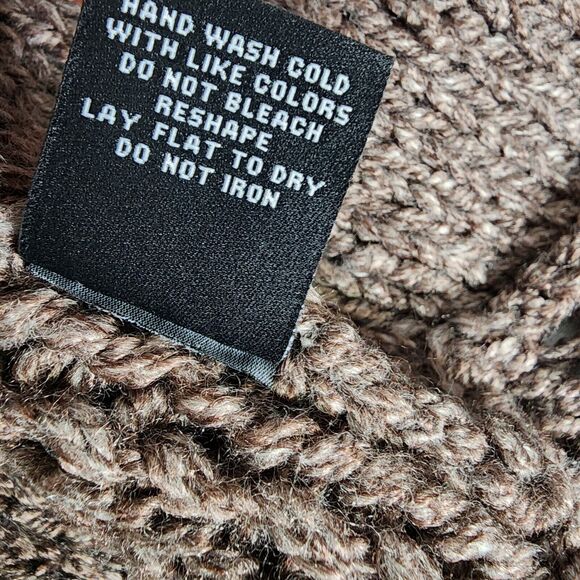 HAND WASH COLD
WITH LIKE COLORS
DO NOT BLEACH
RESHAPE
LAY FLAT TO DRY
DO NOT IRON